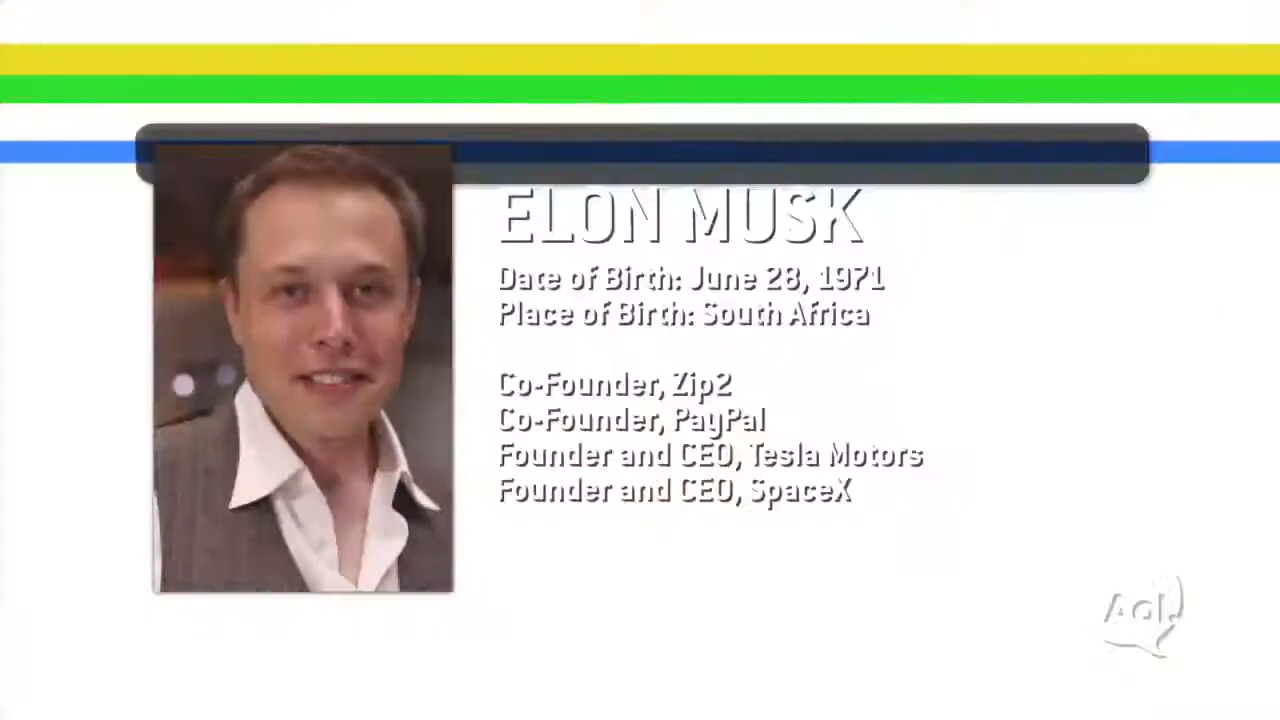 ELON MUSK
Date of Birth: June 28, 1971
Place of Birth: South Africa
Co-Founder, Zip2
Co-Founder, PayPal
Founder and CEO, Tesla Motors
Founder and CEO, SpaceX
Aol.